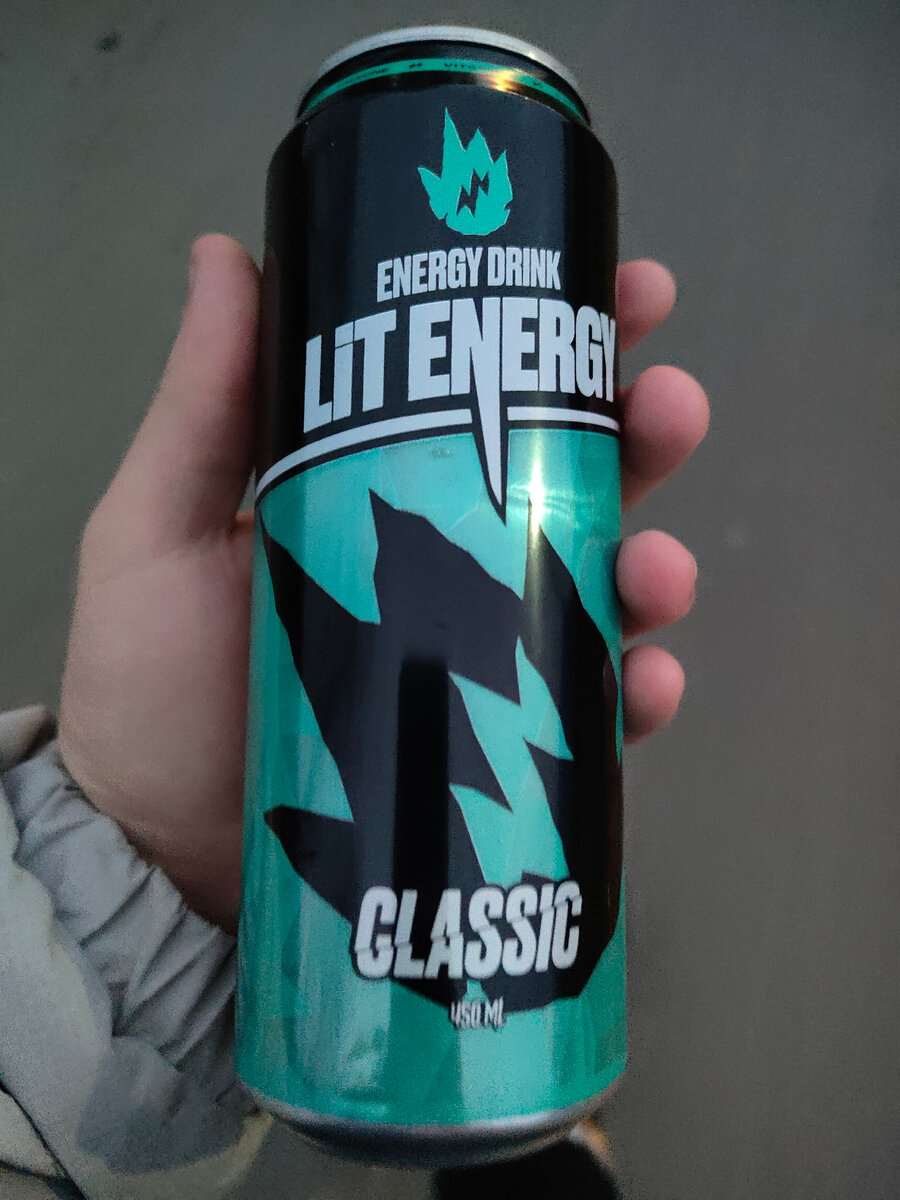 ENERGY DRINK
LIT ENERGY
CLASSIC
450 ML